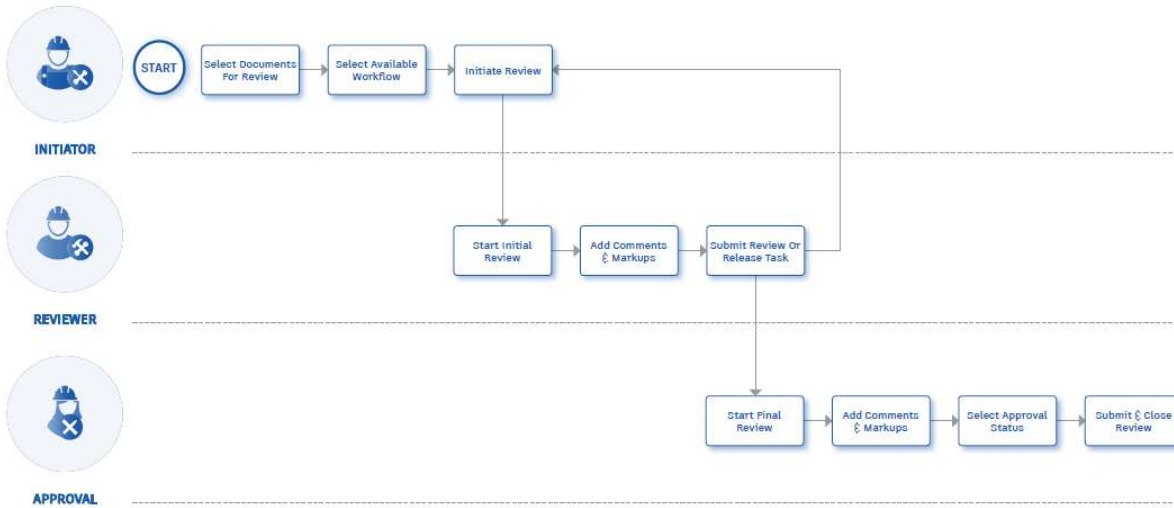 START
Select Documents
For Review
Select Available
Workflow
Initiate Review
INITIATOR
Start Initial
Review
Add Comments
& Markups
Submit Review Or
Release Task
REVIEWER
Start Final
Review
Add Comments
& Markups
Select Approval
Status
Submit & Close
Review
APPROVAL